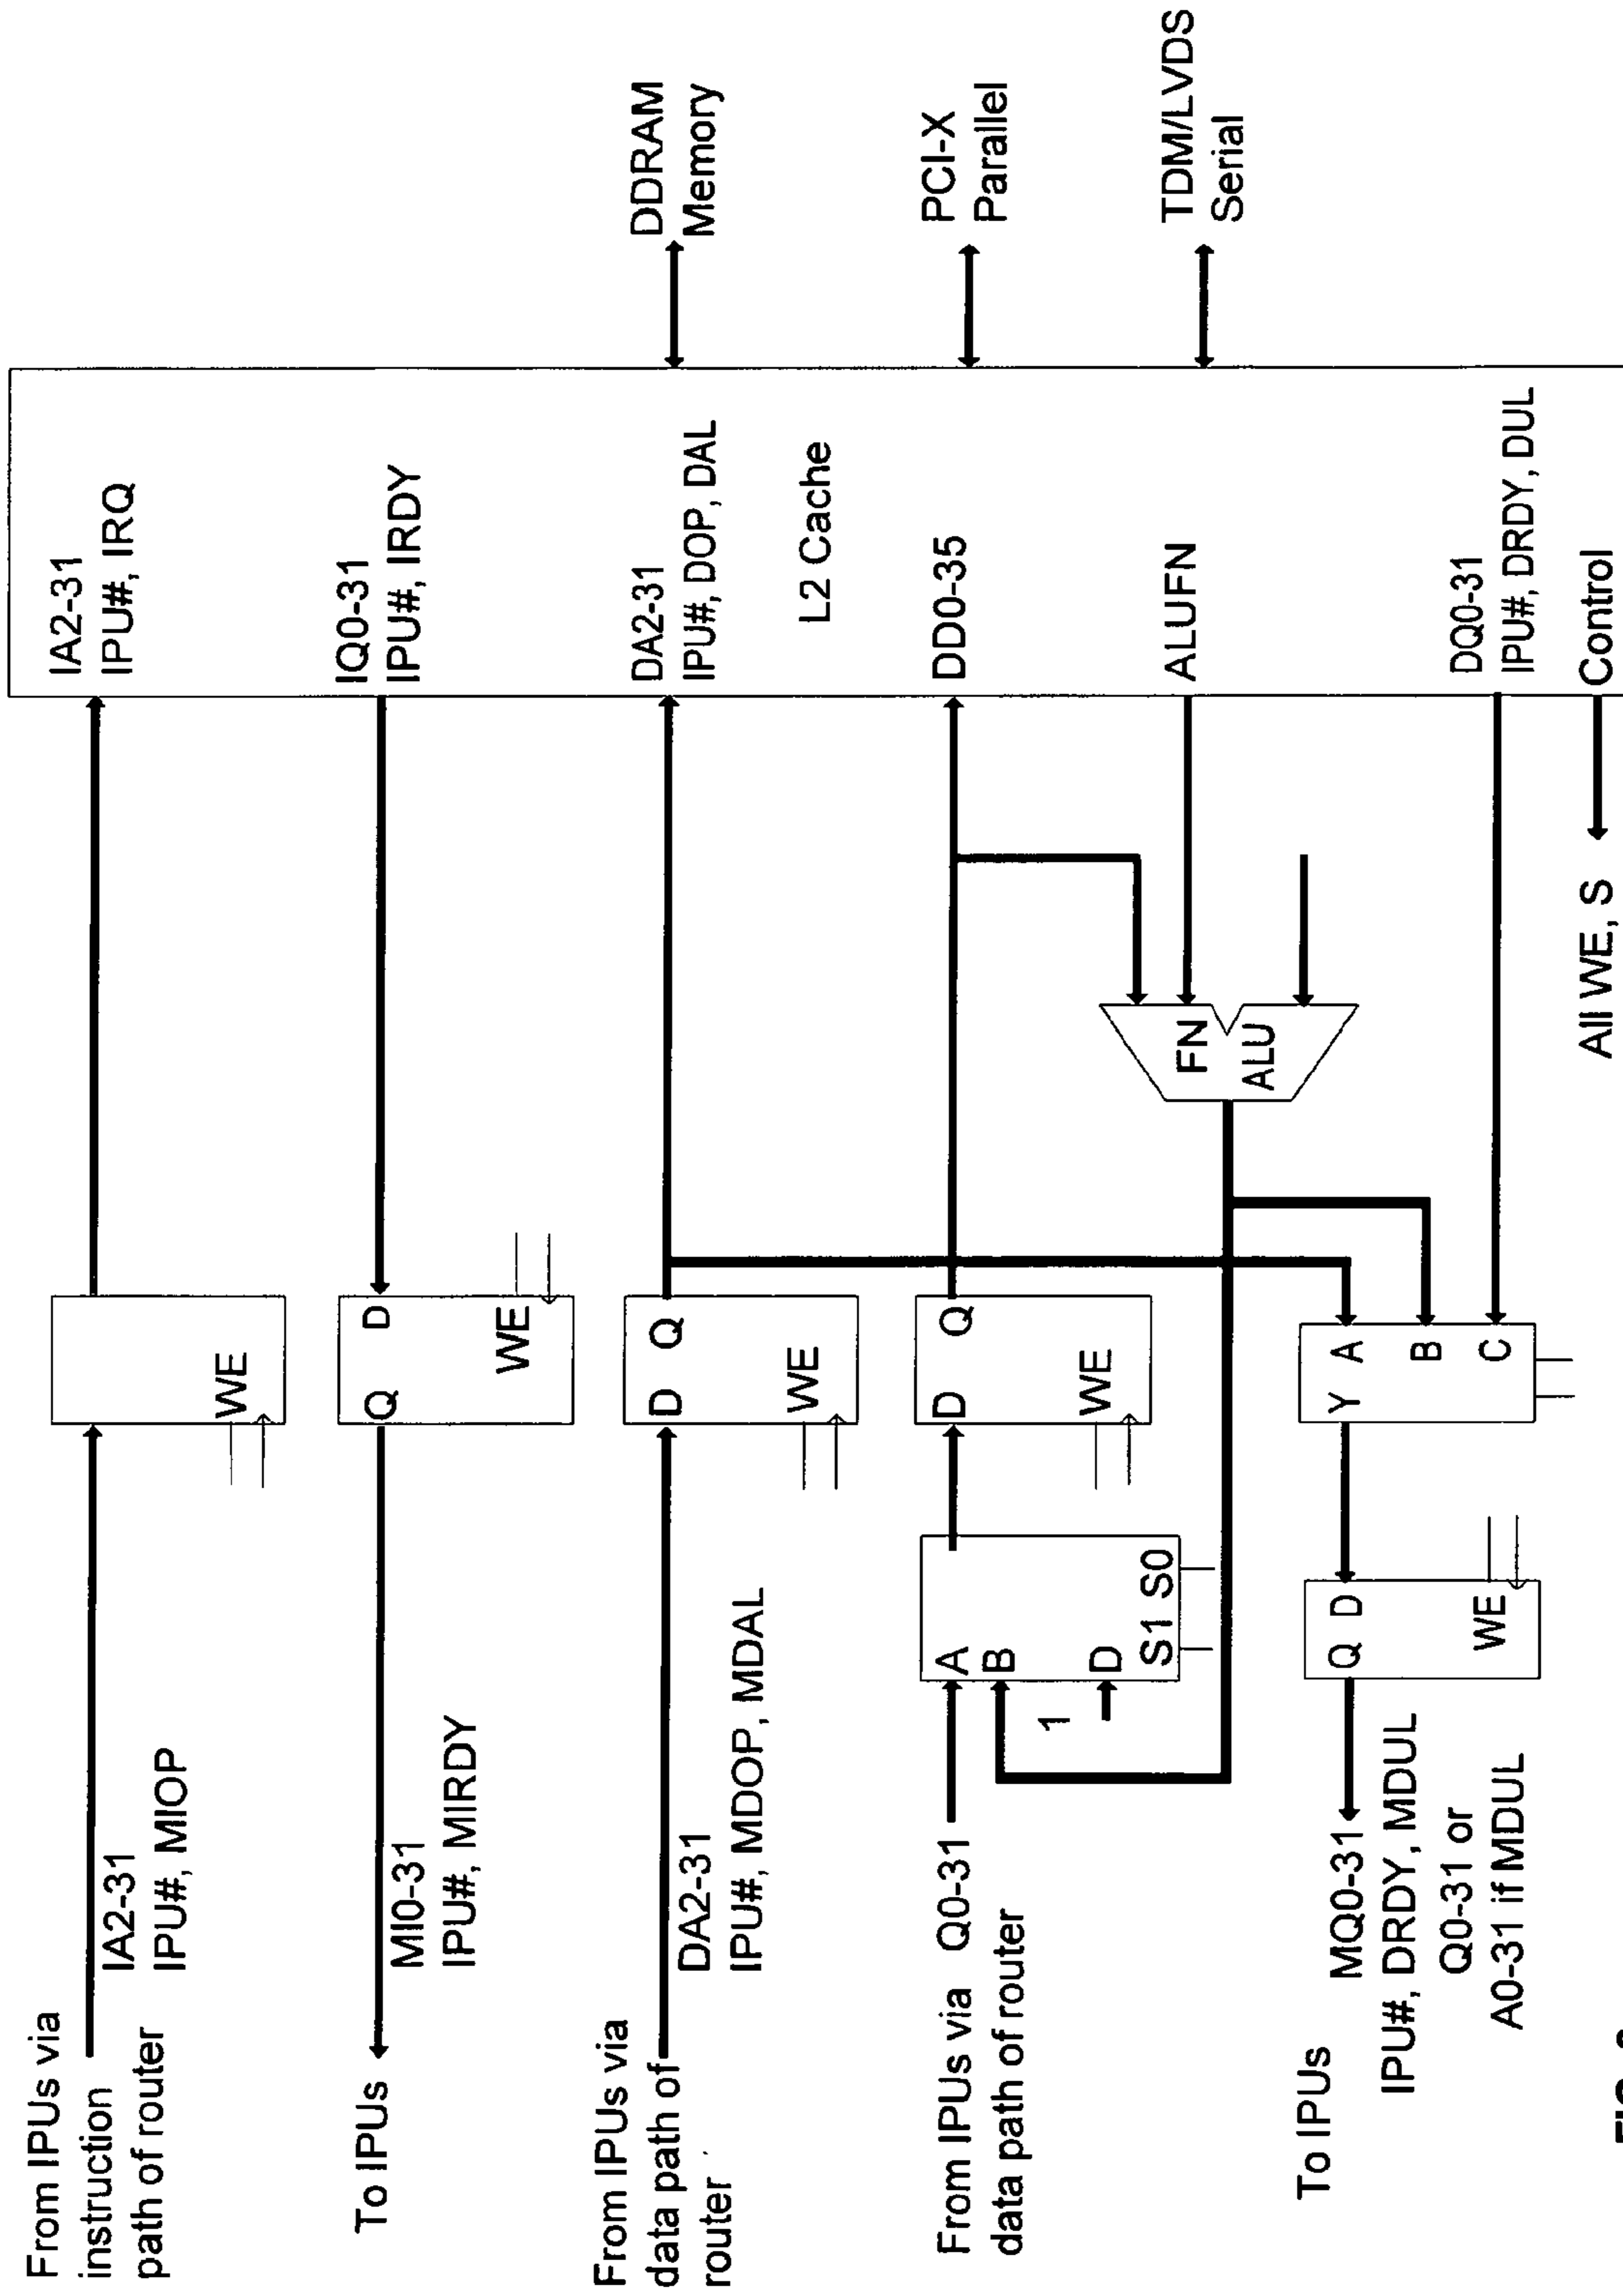 From IPUs via
instruction
path of router
IA2-31
IPU#, MIOP
WE
IA2-31
IPU#, IRQ
To IPUs
MI0-31
IPU#, MIRDY
Q D
WE
IQ0-31
IPU#, IRDY
From IPUs via
data path of
router
DA2-31
IPU#, MDOP, MDAL
D Q
WE
DA2-31
IPU#, DOP, DAL
L2 Cache
DDRAM
Memory
From IPUs via Q0-31
data path of router
A
B
1
D
S1 S0
D Q
WE
DD0-35
PCI-X
Parallel
FN
ALU
ALUFN
TDM/LVDS
Serial
To IPUs
MQ0-31
IPU#, DRDY, MDUL
Q0-31 or
A0-31 if MDUL
Q D
WE
Y A
B
C
DQ0-31
IPU#, DRDY, DUL
All WE, S
Control